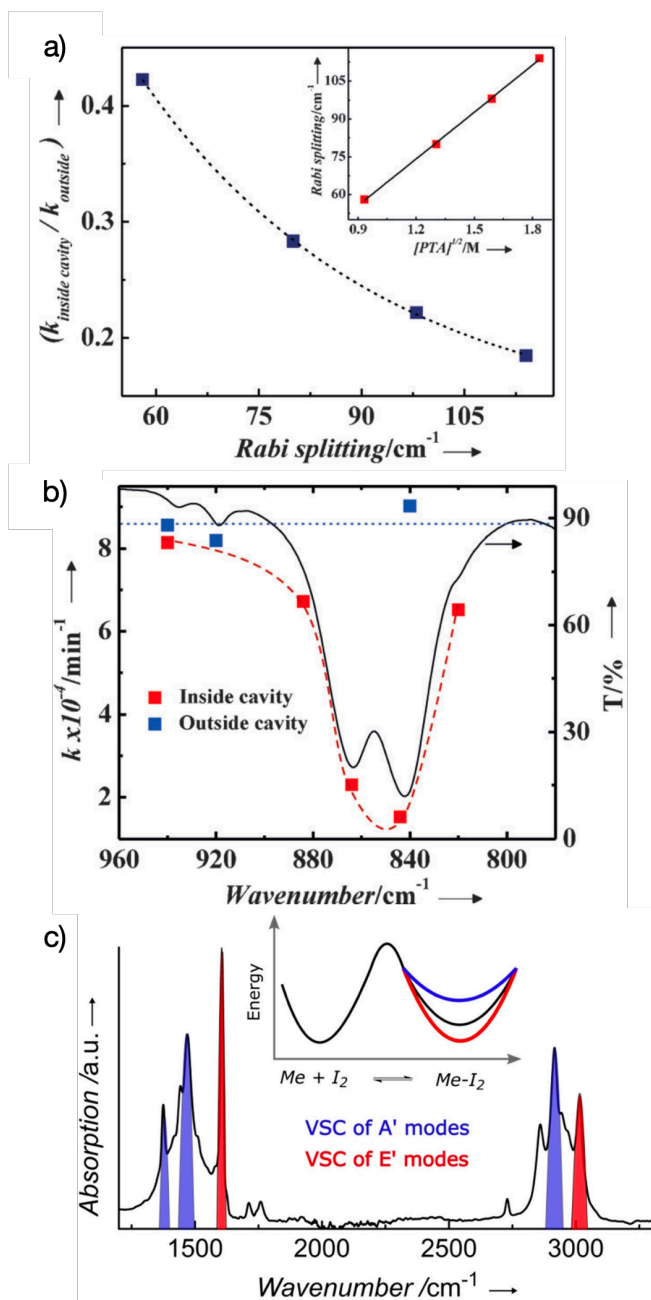 a)
0.4
0.3
0.2
(k inside cavity / k outside)
60 75 90 105
Rabi splitting/cm-1
105
90
75
60
Rabi splitting/cm-1
0.9 1.2 1.5 1.8
[PTA]1/2/M
b)
8
6
4
2
k x10-4/min-1
Inside cavity
Outside cavity
90
60
30
0
T/%
960 920 880 840 800
Wavenumber/cm-1
c)
Energy
Me + I2 ⇌ Me-I2
VSC of A' modes
VSC of E' modes
Absorption /a.u.
1500 2000 2500 3000
Wavenumber /cm-1